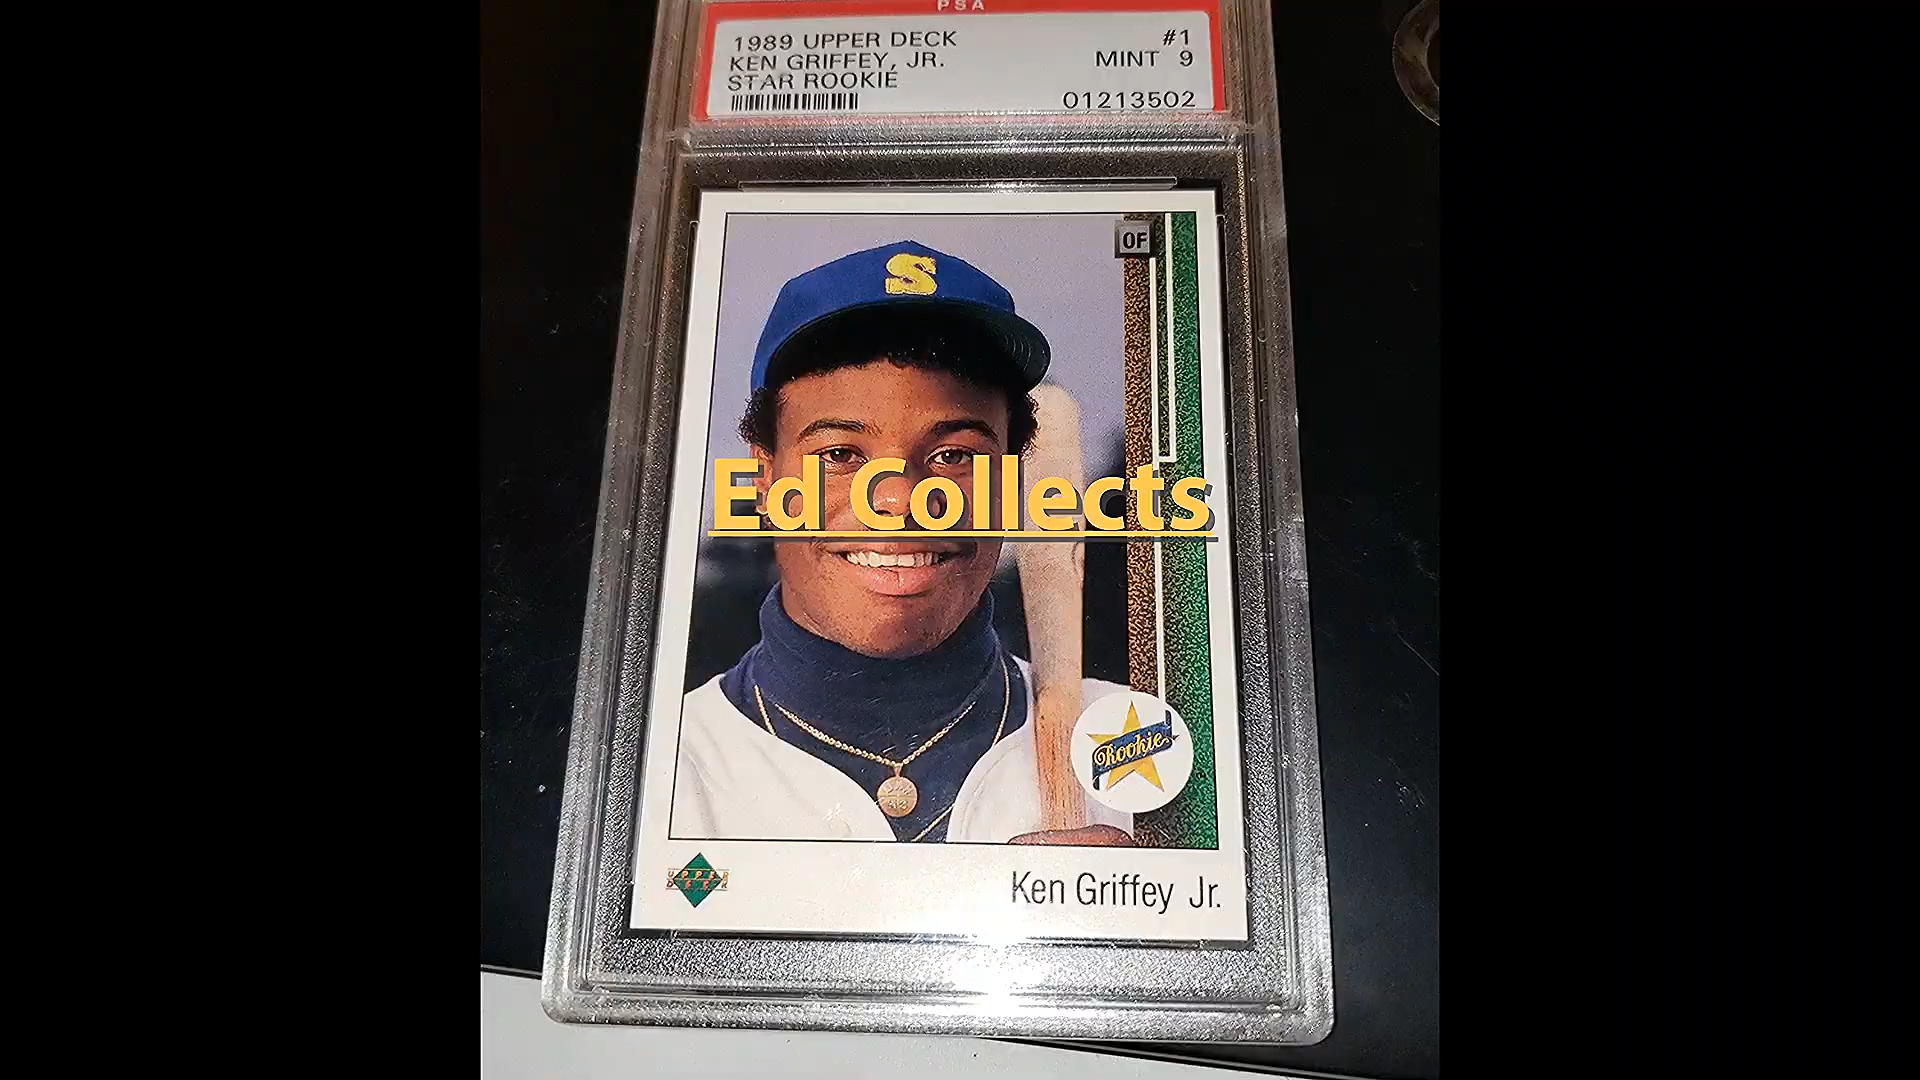 PSA
1989 UPPER DECK #1
KEN GRIFFEY, JR. MINT 9
STAR ROOKIE
01213502
OF
S
Ed Collects
Rookie
UPPER
DECK
Ken Griffey Jr.